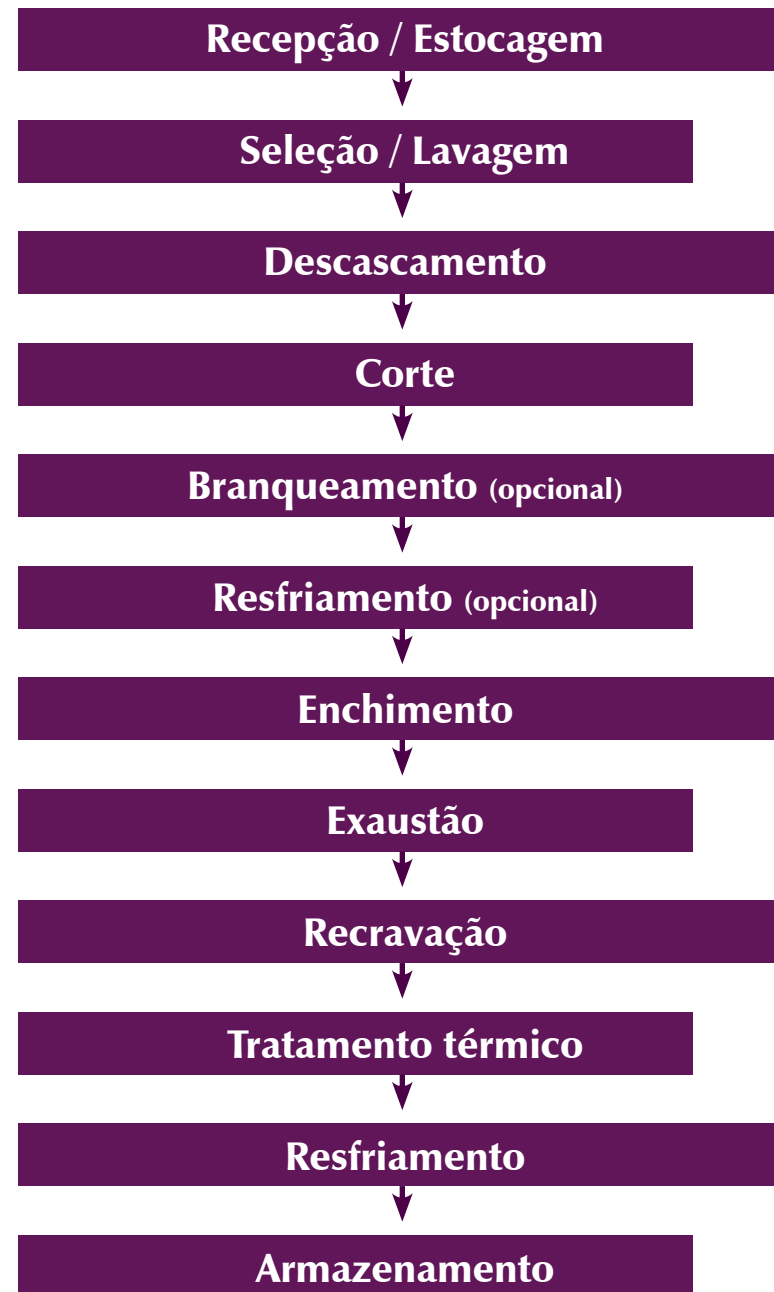 Recepção / Estocagem
Seleção / Lavagem
Descascamento
Corte
Branqueamento (opcional)
Resfriamento (opcional)
Enchimento
Exaustão
Recravação
Tratamento térmico
Resfriamento
Armazenamento